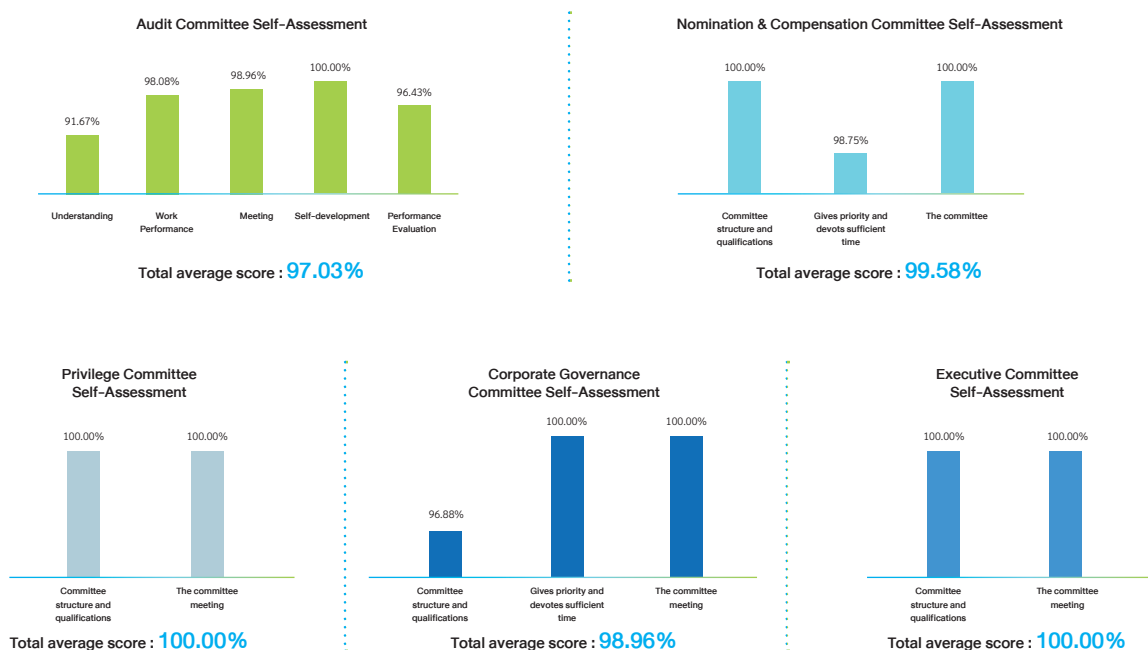 Audit Committee Self-Assessment
100.00%
98.96%
98.08%
96.43%
91.67%
Understanding
Work
Performance
Meeting
Self-development
Performance
Evaluation
Total average score : 97.03%
Nomination & Compensation Committee Self-Assessment
100.00%
98.75%
100.00%
Committee
structure and
qualifications
Gives priority and
devots sufficient
time
The committee
Total average score : 99.58%
Privilege Committee
Self-Assessment
100.00%
100.00%
Committee
structure and
qualifications
The committee
meeting
Total average score : 100.00%
Corporate Governance
Committee Self-Assessment
96.88%
100.00%
100.00%
Committee
structure and
qualifications
Gives priority and
devotes sufficient
time
The committee
meeting
Total average score : 98.96%
Executive Committee
Self-Assessment
100.00%
100.00%
Committee
structure and
qualifications
The committee
meeting
Total average score : 100.00%